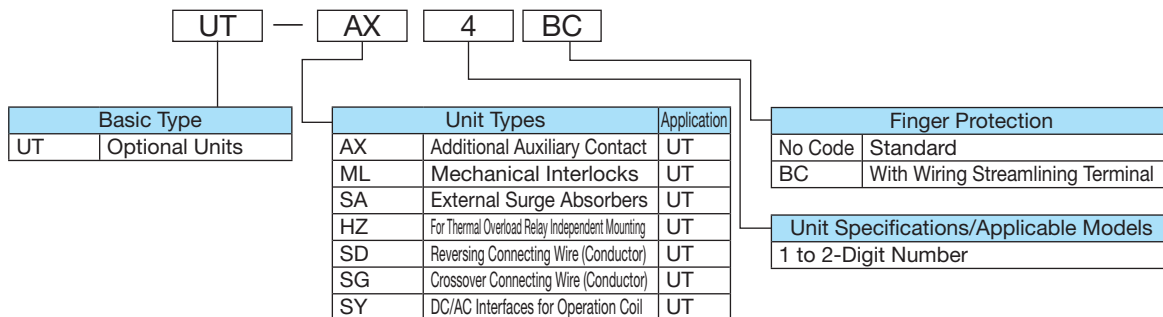 UT — AX 4 BC
Basic Type
UT Optional Units
Unit Types Application
AX Additional Auxiliary Contact UT
ML Mechanical Interlocks UT
SA External Surge Absorbers UT
HZ For Thermal Overload Relay Independent Mounting UT
SD Reversing Connecting Wire (Conductor) UT
SG Crossover Connecting Wire (Conductor) UT
SY DC/AC Interfaces for Operation Coil UT
Finger Protection
No Code Standard
BC With Wiring Streamlining Terminal
Unit Specifications/Applicable Models
1 to 2-Digit Number